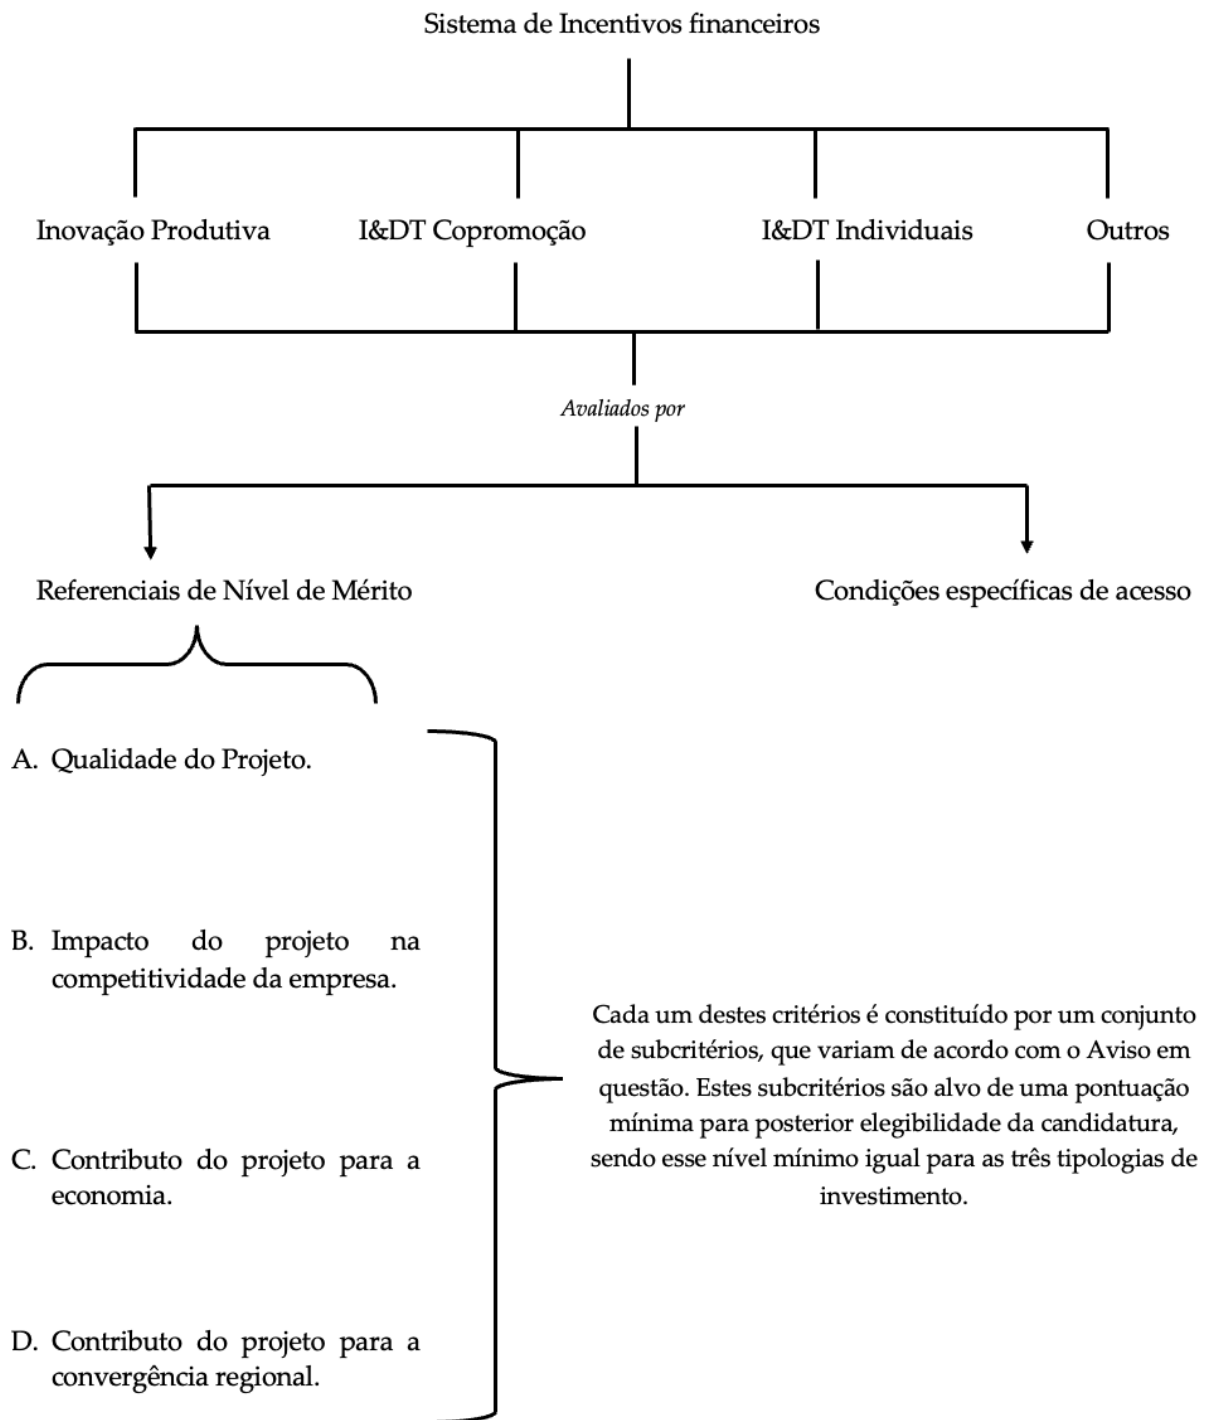 Sistema de Incentivos financeiros
Inovação Produtiva
I&DT Copromoção
I&DT Individuais
Outros
Avaliados por
Referenciais de Nível de Mérito
Condições específicas de acesso
A. Qualidade do Projeto.
B. Impacto do projeto na
competitividade da empresa.
C. Contributo do projeto para a
economia.
D. Contributo do projeto para a
convergência regional.
Cada um destes critérios é constituído por um conjunto
de subcritérios, que variam de acordo com o Aviso em
questão. Estes subcritérios são alvo de uma pontuação
mínima para posterior elegibilidade da candidatura,
sendo esse nível mínimo igual para as três tipologias de
investimento.